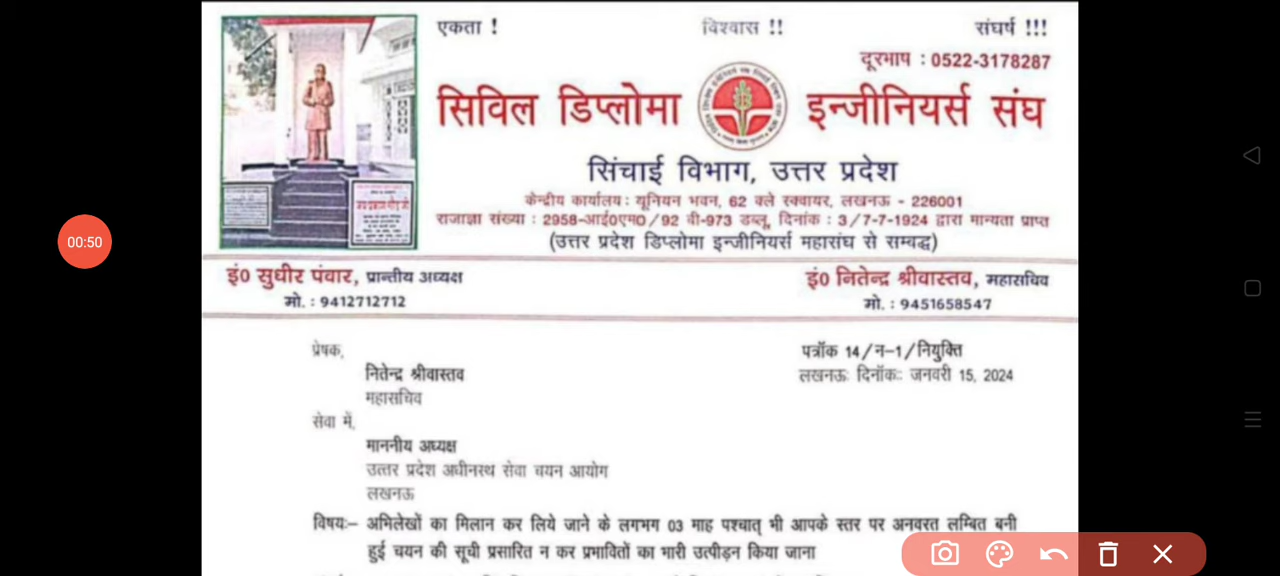 एकता ! विश्वास !! संघर्ष !!!
दूरभाष : 0522-3178287
सिविल डिप्लोमा इन्जीनियर्स संघ
सिंचाई विभाग, उत्तर प्रदेश
केन्द्रीय कार्यालय : यूनियन भवन, 62 क्ले स्क्वायर, लखनऊ - 226001
राजाज्ञा संख्या : 2958-आई0एम0/92 वी-973 डब्लू, दिनांक : 3/7-7-1924 द्वारा मान्यता प्राप्त
(उत्तर प्रदेश डिप्लोमा इन्जीनियर्स महासंघ से सम्वद्ध)
इं0 सुधीर पंवार, प्रान्तीय अध्यक्ष
मो. : 9412712712
इं0 नितेन्द्र श्रीवास्तव, महासचिव
मो. : 9451658547
00:50
प्रेषक,
पत्रॉक 14/न-1/नियुक्ति
नितेन्द्र श्रीवास्तव
लखनऊः दिनॉकः जनवरी 15, 2024
महासचिव
सेवा में,
माननीय अध्यक्ष
उत्तर प्रदेश अधीनस्थ सेवा चयन आयोग
लखनऊ
विषयः– अभिलेखों का मिलान कर लिये जाने के लगभग 03 माह पश्चात् भी आपके स्तर पर अनवरत लम्बित बनी
हुई चयन की सूची प्रसारित न कर प्रभावितों का भारी उत्पीड़न किया जाना